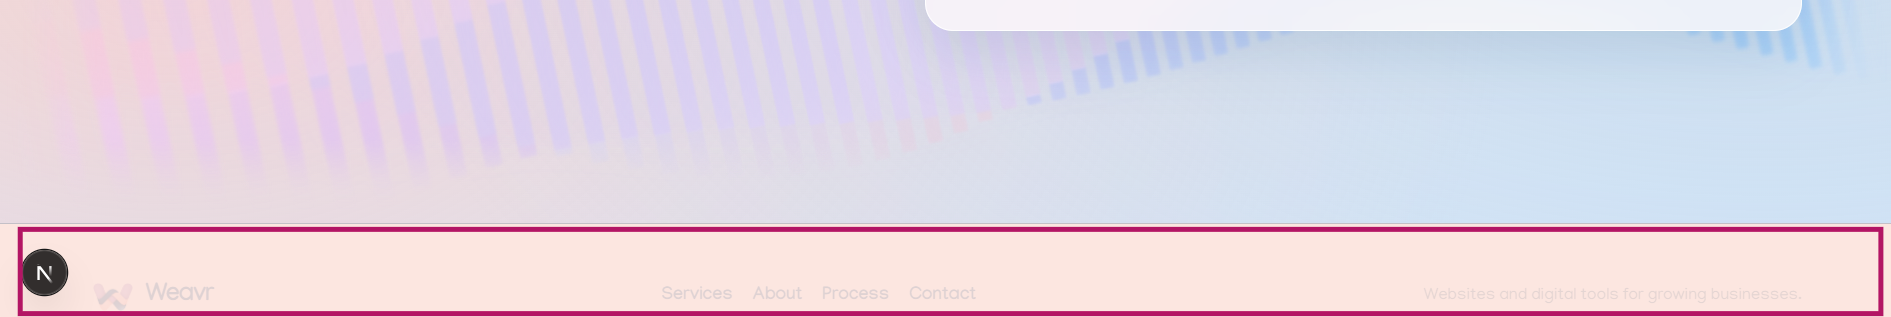 N
Weavr
Services About Process Contact
Websites and digital tools for growing businesses.